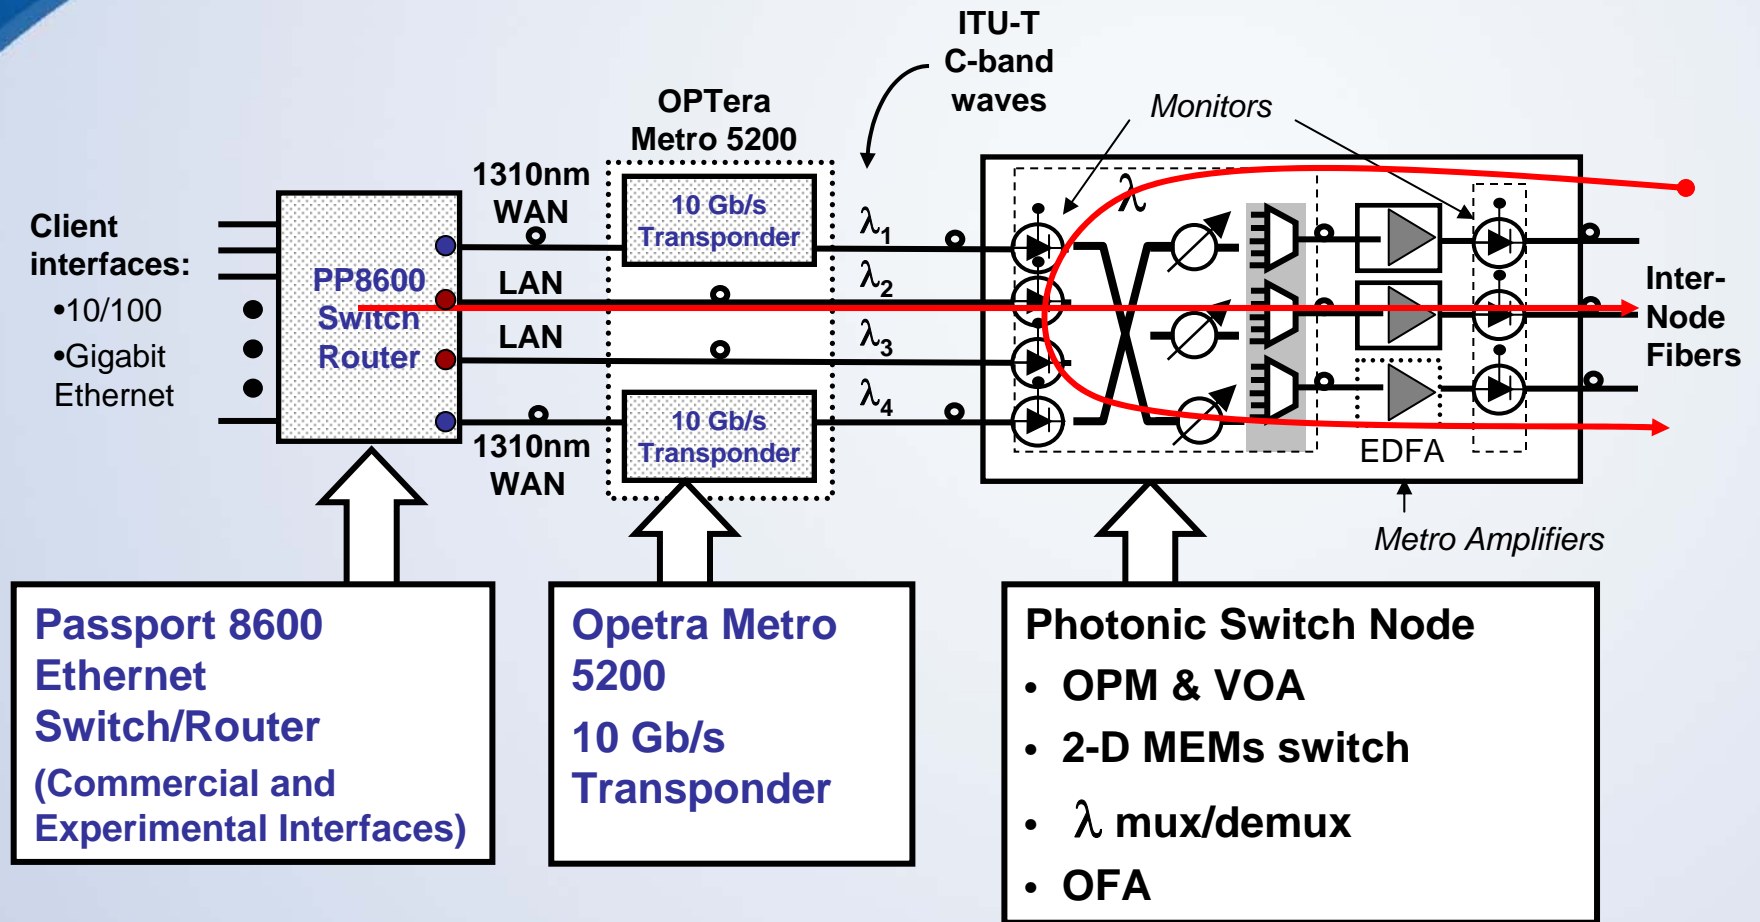 ITU-T
C-band
waves
OPTera
Metro 5200
Monitors
1310nm
WAN
10 Gb/s
Transponder
λ1
λ
Client
interfaces:
•10/100
•Gigabit
Ethernet
PP8600
Switch
Router
LAN
λ2
LAN
λ3
Inter-
Node
Fibers
10 Gb/s
Transponder
λ4
1310nm
WAN
EDFA
Metro Amplifiers
Passport 8600
Ethernet
Switch/Router
(Commercial and
Experimental Interfaces)
Opetra Metro
5200
10 Gb/s
Transponder
Photonic Switch Node
• OPM & VOA
• 2-D MEMs switch
• λ mux/demux
• OFA